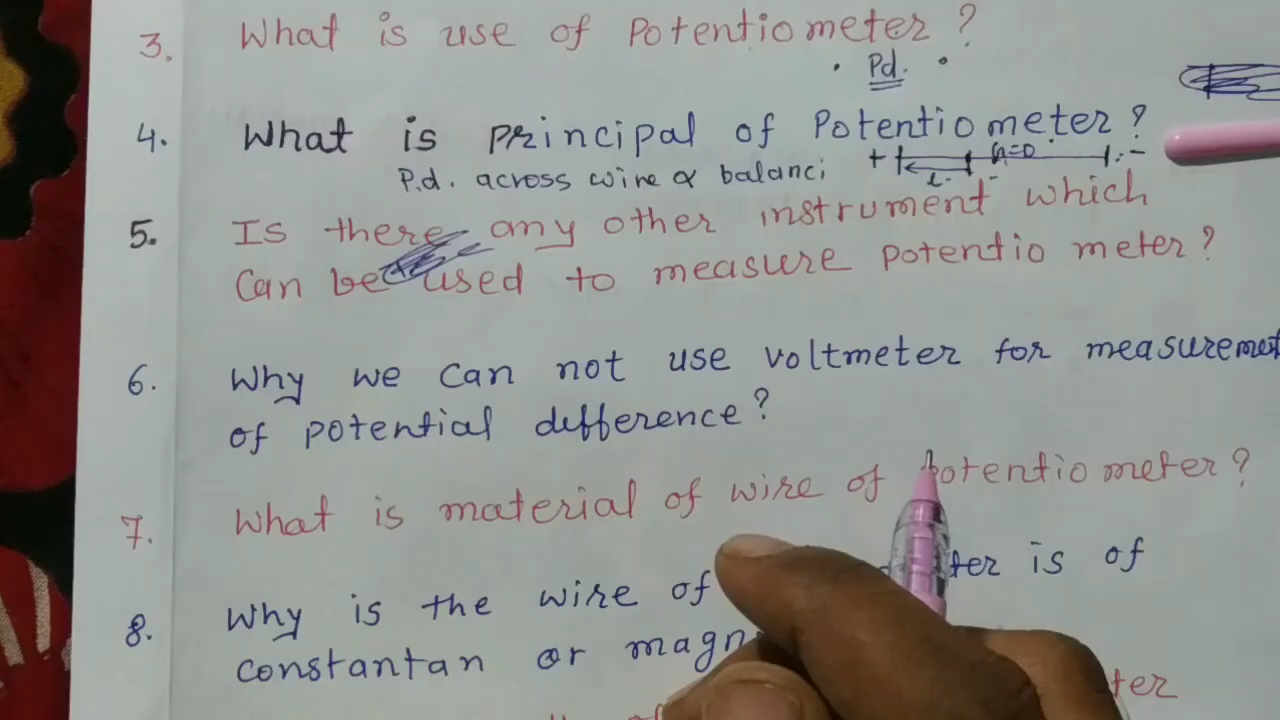 3. What is use of Potentiometer?
. Pd. .
4. What is principal of Potentiometer?
P.d. across wire α balanci
5. Is there any other instrument which
Can be used to measure potentio meter?
6. Why we can not use voltmeter for measurement
of potential difference?
7. What is material of wire of potentiometer?
8. Why is the wire of ter is of
constantan or magn
ter